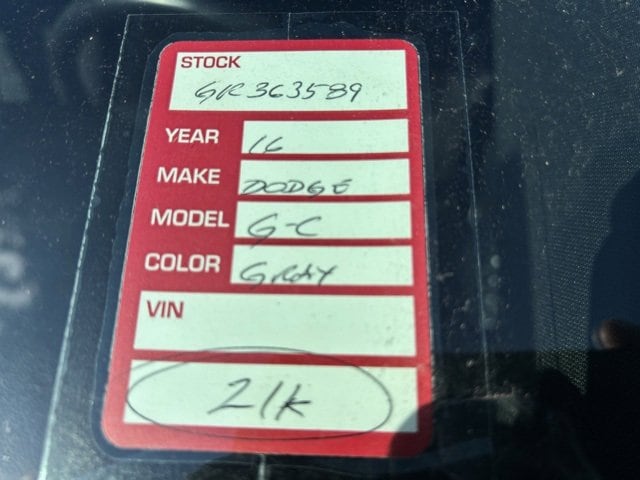 STOCK
GR363589
YEAR 16
MAKE DODGE
MODEL G-C
COLOR Gray
VIN
21K